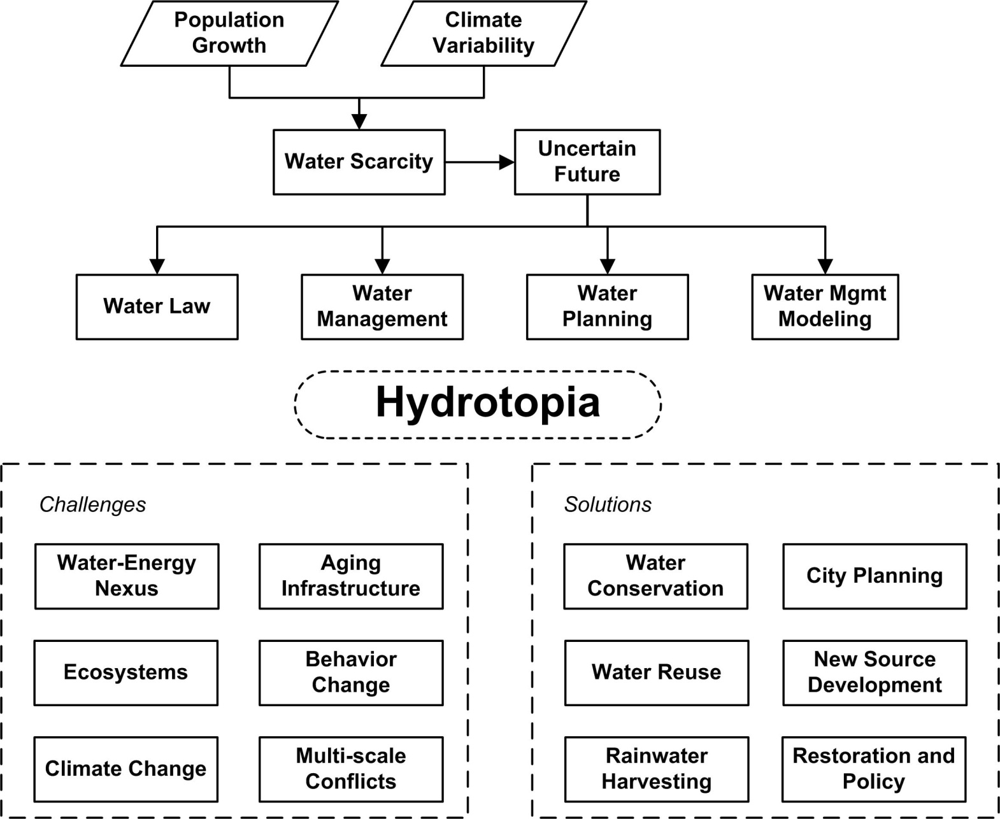 Population
Growth
Climate
Variability
Water Scarcity
Uncertain
Future
Water Law
Water
Management
Water
Planning
Water Mgmt
Modeling
Hydrotopia
Challenges
Water-Energy
Nexus
Aging
Infrastructure
Ecosystems
Behavior
Change
Climate Change
Multi-scale
Conflicts
Solutions
Water
Conservation
City Planning
Water Reuse
New Source
Development
Rainwater
Harvesting
Restoration and
Policy